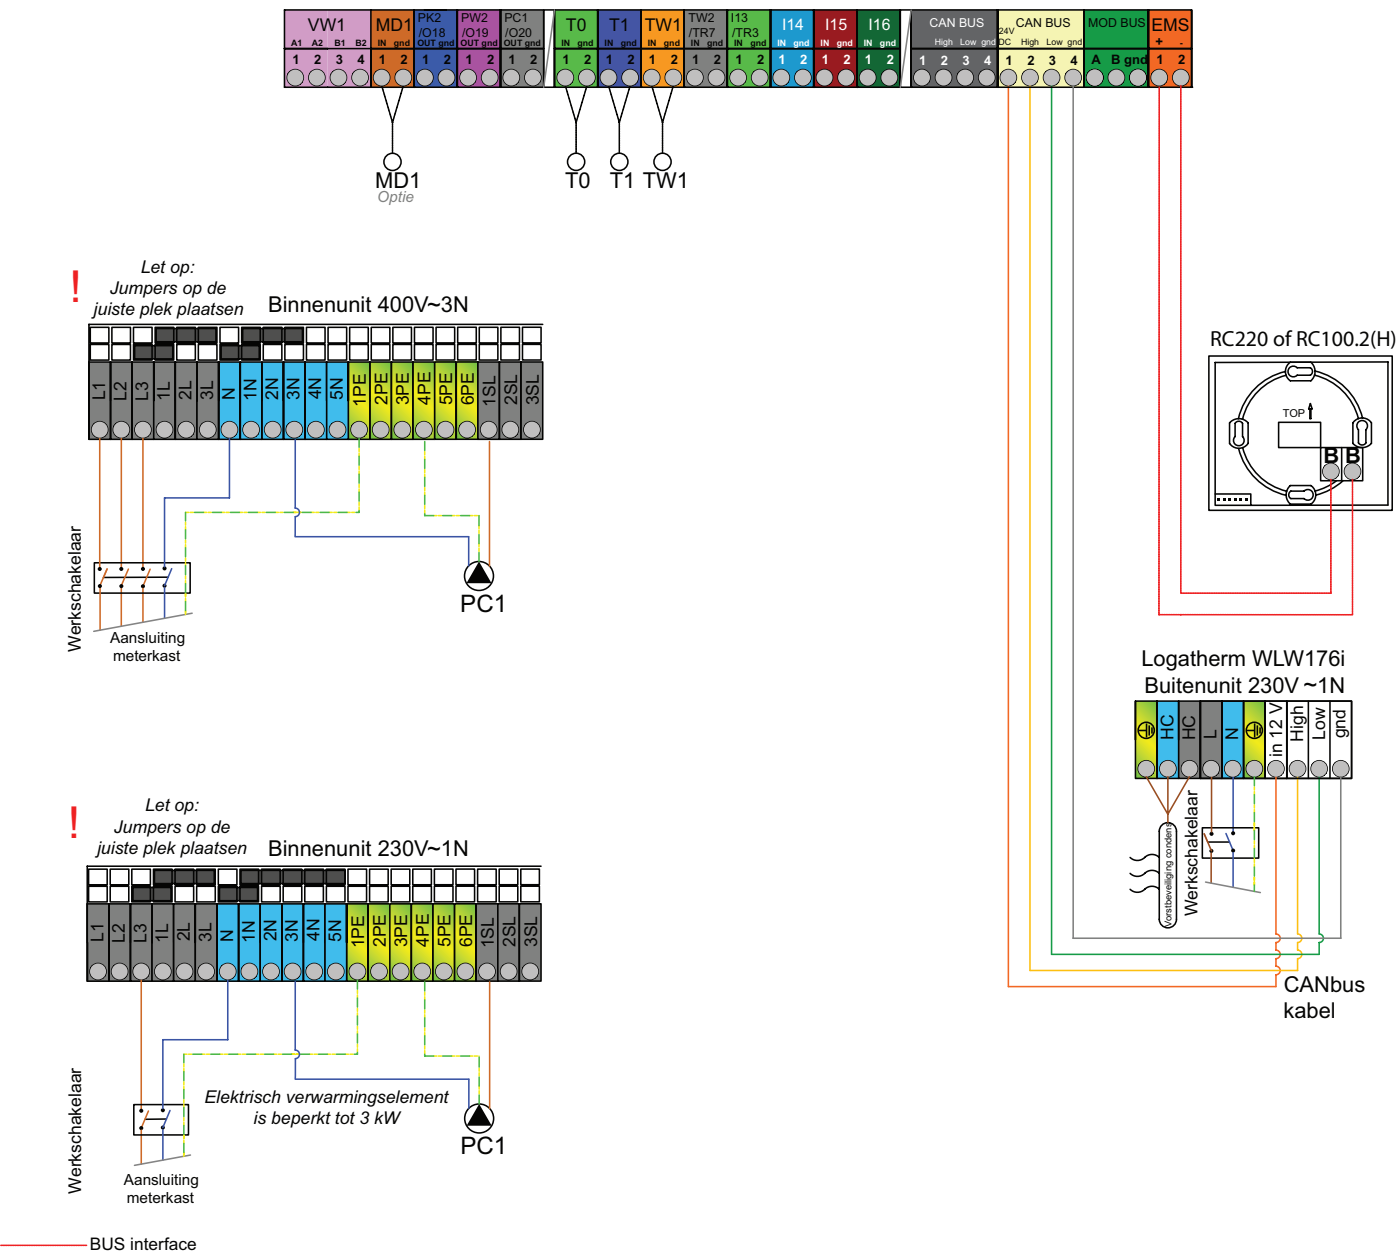 VW1 MD1 PK2 PW2 PC1 T0 T1 TW1 TW2 I13 I14 I15 I16 CAN BUS CAN BUS MOD BUS EMS
/O18 /O19 /O20 /TR7 /TR3 24V
A1 A2 B1 B2 IN gnd OUT gnd OUT gnd OUT gnd IN gnd IN gnd IN gnd IN gnd IN gnd IN gnd IN gnd IN gnd High Low gnd DC High Low gnd + -
1 2 3 4 1 2 1 2 1 2 1 2 1 2 1 2 1 2 1 2 1 2 1 2 1 2 1 2 1 2 3 4 1 2 3 4 A B gnd 1 2
MD1 T0 T1 TW1
Optie
!
Let op:
Jumpers op de
juiste plek plaatsen
Binnenunit 400V~3N
L1 L2 L3 1L 2L 3L N 1N 2N 3N 4N 5N 1PE 2PE 3PE 4PE 5PE 6PE 1SL 2SL 3SL
Werkschakelaar
PC1
Aansluiting
meterkast
RC220 of RC100.2(H)
TOP
B B
Logatherm WLW176i
Buitenunit 230V ~1N
HC HC L N in 12 V High Low gnd
Vorstbeveiliging condens
Werkschakelaar
CANbus
kabel
!
Let op:
Jumpers op de
juiste plek plaatsen
Binnenunit 230V~1N
L1 L2 L3 1L 2L 3L N 1N 2N 3N 4N 5N 1PE 2PE 3PE 4PE 5PE 6PE 1SL 2SL 3SL
Werkschakelaar
Elektrisch verwarmingselement
is beperkt tot 3 kW
PC1
Aansluiting
meterkast
BUS interface